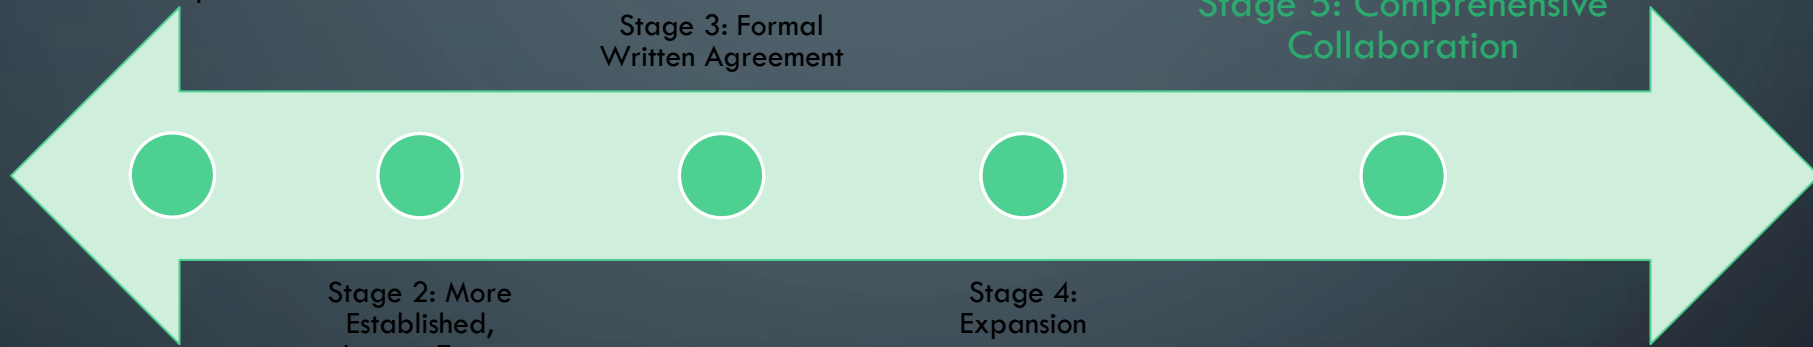 Stage 3: Formal
Written Agreement
Stage 5: Comprehensive
Collaboration
Stage 2: More
Established,
Stage 4:
Expansion